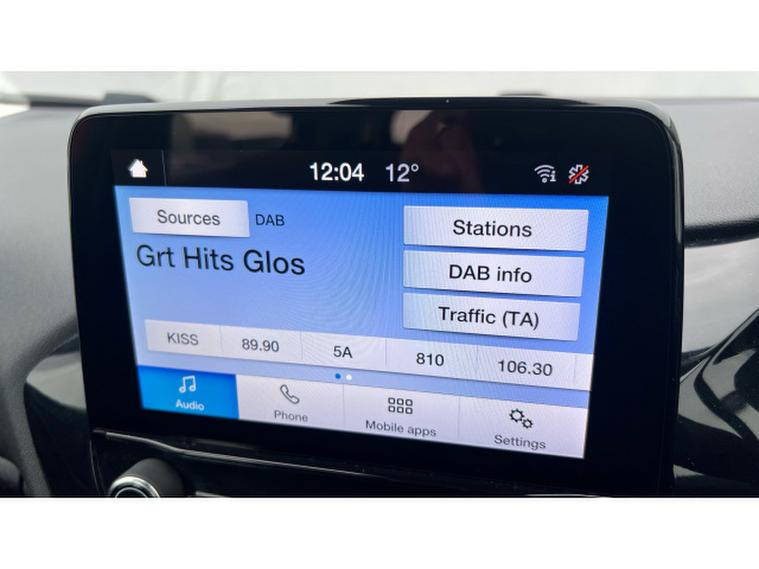 12:04 12°
Sources DAB
Grt Hits Glos
Stations
DAB info
Traffic (TA)
KISS 89.90 5A 810 106.30
Audio Phone Mobile apps Settings